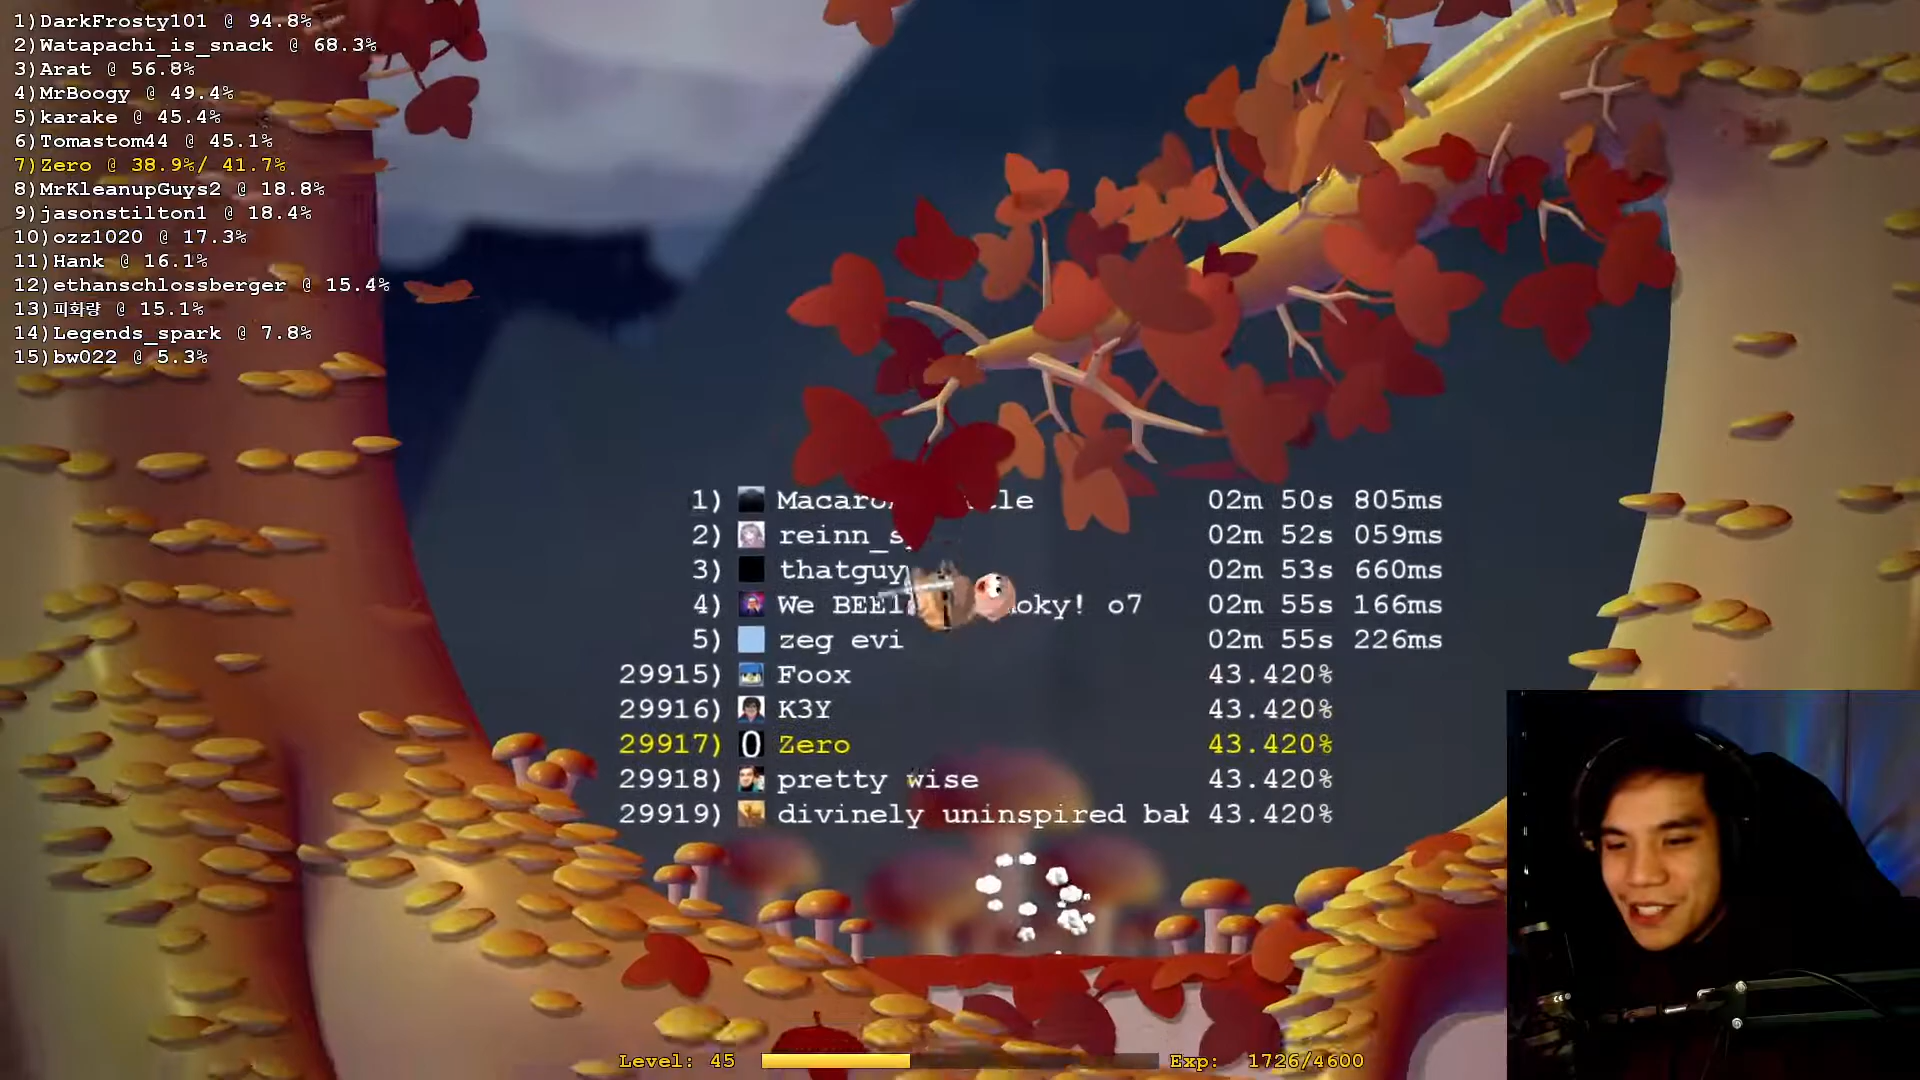 1)DarkFrosty101 @ 94.8%
2)Watapachi_is_snack @ 68.3%
3)Arat @ 56.8%
4)MrBoogy @ 49.4%
5)karake @ 45.4%
6)Tomastom44 @ 45.1%
7)Zero @ 38.9%/ 41.7%
8)MrKleanupGuys2 @ 18.8%
9)jasonstilton1 @ 18.4%
10)ozz1020 @ 17.3%
11)Hank @ 16.1%
12)ethanschlossberger @ 15.4%
13)피화량 @ 15.1%
14)Legends_spark @ 7.8%
15)bw022 @ 5.3%
1) 02m 50s 805ms
2) 02m 52s 059ms
3) 02m 53s 660ms
4) We o7 02m 55s 166ms
5) zeg evi 02m 55s 226ms
29915) Foox 43.420%
29916) K3Y 43.420%
29917) 0 Zero 43.420%
29918) pretty wise 43.420%
29919) divinely uninspired bab 43.420%
Level: 45 Exp: 1726/4600